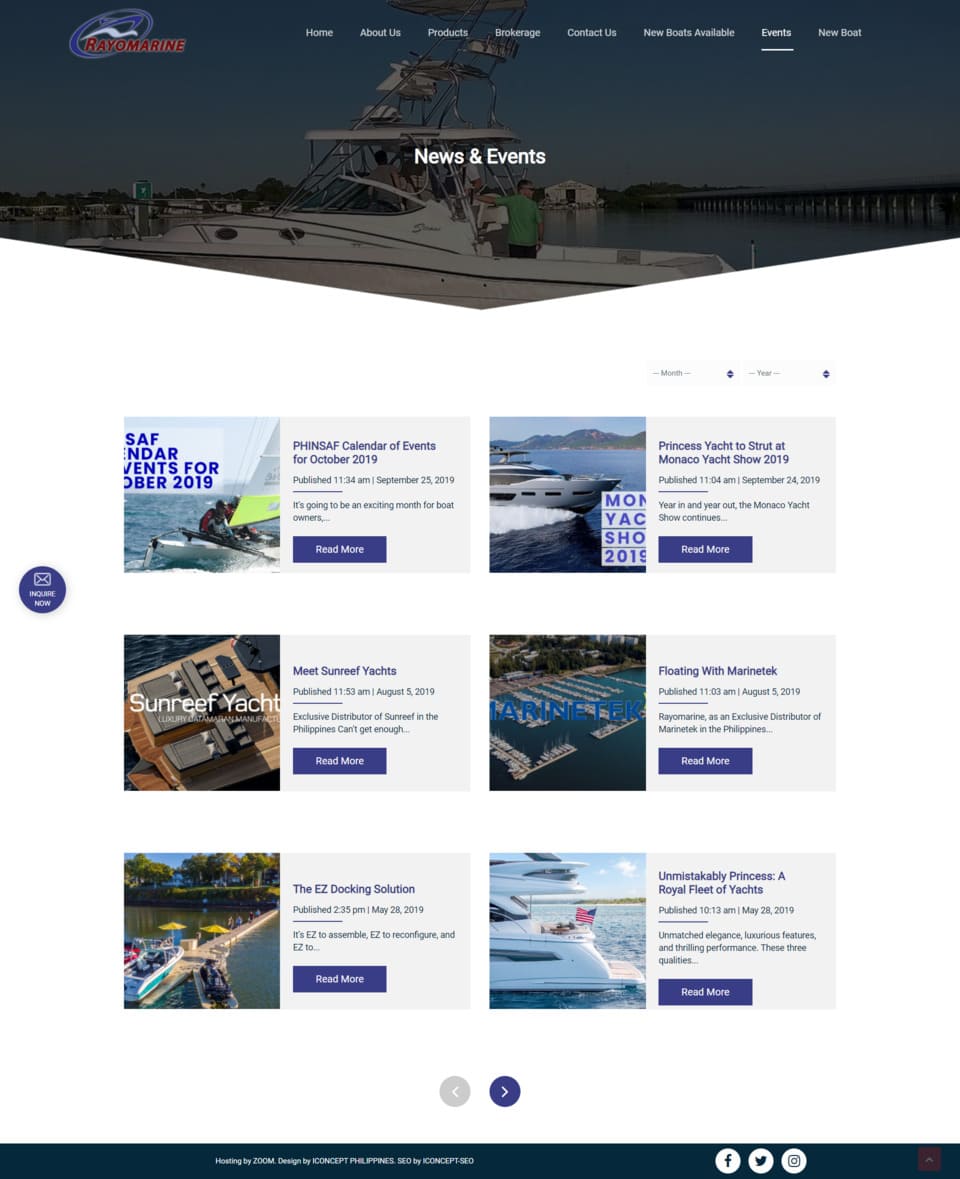 RAYOMARINE
Home
About Us
Products
Brokerage
Contact Us
New Boats Available
Events
New Boat
News & Events
--- Month ---
--- Year ---
SAF
ENDAR
VENTS FOR
OBER 2019
PHINSAF Calendar of Events
for October 2019
Published 11:34 am | September 25, 2019
It's going to be an exciting month for boat
owners,...
Read More
MON
YAC
SHO
2019
Princess Yacht to Strut at
Monaco Yacht Show 2019
Published 11:04 am | September 24, 2019
Year in and year out, the Monaco Yacht
Show continues...
Read More
INQUIRE
NOW
Sunreef Yacht
LUXURY CATAMARAN MANUFACTU
Meet Sunreef Yachts
Published 11:53 am | August 5, 2019
Exclusive Distributor of Sunreef in the
Philippines Can't get enough...
Read More
MARINETEK
Floating With Marinetek
Published 11:03 am | August 5, 2019
Rayomarine, as an Exclusive Distributor of
Marinetek in the Philippines...
Read More
The EZ Docking Solution
Published 2:35 pm | May 28, 2019
It's EZ to assemble, EZ to reconfigure, and
EZ to...
Read More
Unmistakably Princess: A
Royal Fleet of Yachts
Published 10:13 am | May 28, 2019
Unmatched elegance, luxurious features,
and thrilling performance. These three
qualities...
Read More
Hosting by ZOOM. Design by ICONCEPT PHILIPPINES. SEO by ICONCEPT-SEO